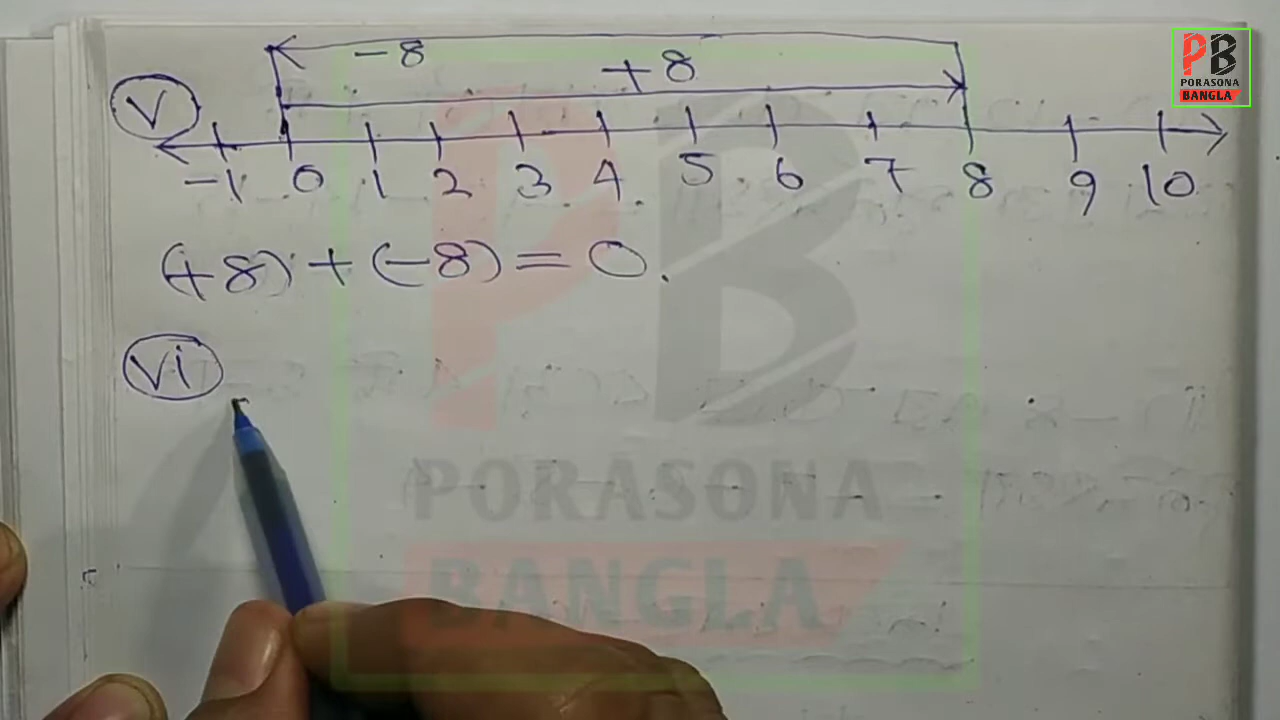 -8
+8
V
-1 0 1 2 3 4 5 6 7 8 9 10
(+8) + (-8) = 0.
Vi
PB
PORASONA
BANGLA
PB
PORASONA
BANGLA